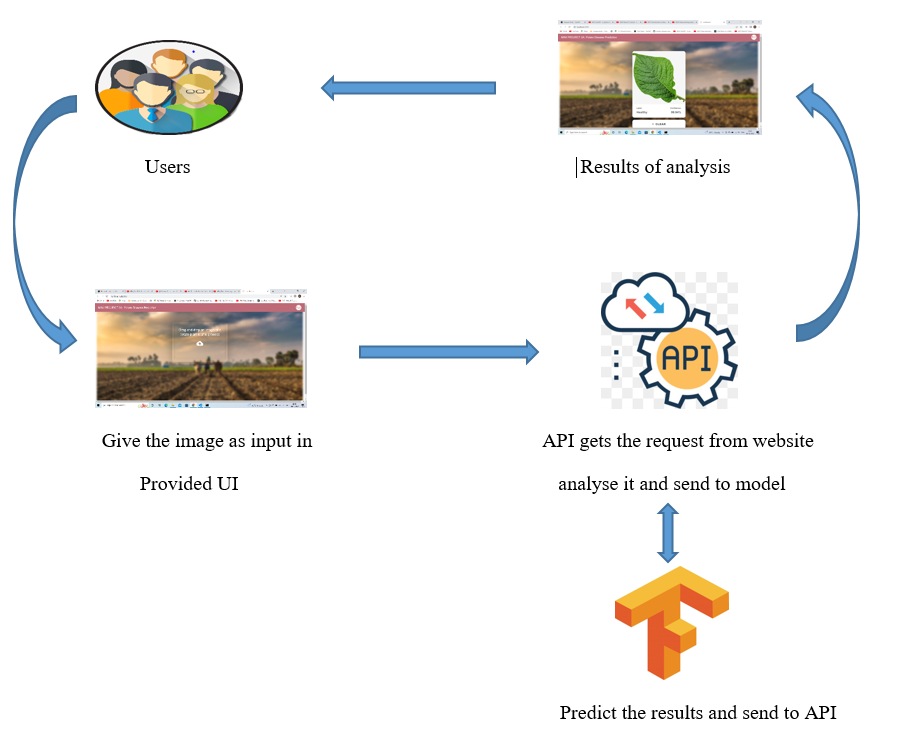 Users
Results of analysis
Healthy
Give the image as input in
Provided UI
API
API gets the request from website
analyse it and send to model
Predict the results and send to API